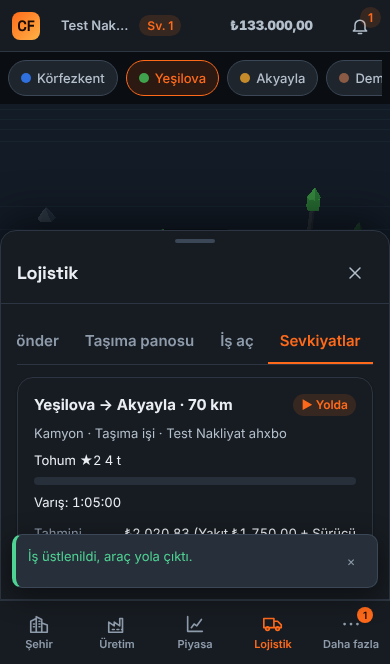 CF
Test Nak...
Sv. 1
₺133.000,00
1
Körfezkent
Yeşilova
Akyayla
Dem
Lojistik
önder
Taşıma panosu
İş aç
Sevkiyatlar
Yeşilova → Akyayla · 70 km
▶ Yolda
Kamyon · Taşıma işi · Test Nakliyat ahxbo
Tohum ★2 4 t
Varış: 1:05:00
Tahmini ₺2.020,83 (Yakıt ₺1.750,00 + Sürücü
İş üstlenildi, araç yola çıktı.
×
Şehir
Üretim
Piyasa
Lojistik
1
Daha fazla